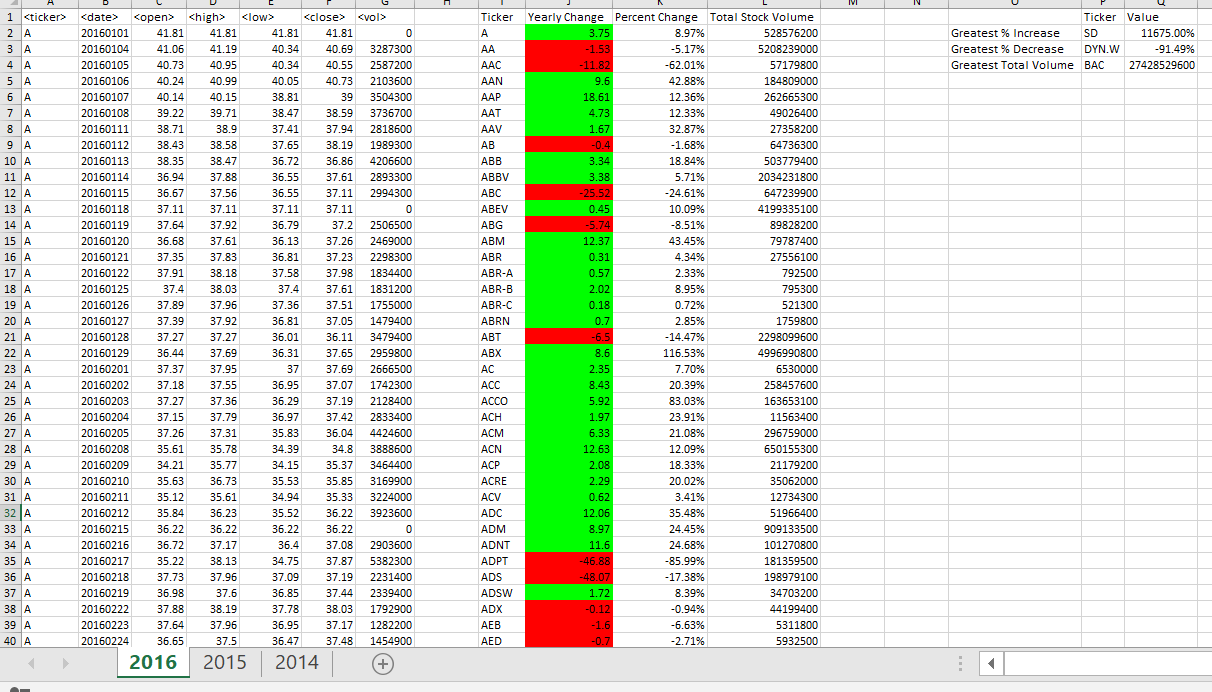 A B C D E F G H I J K L M N O P Q
1 <ticker> <date> <open> <high> <low> <close> <vol> Ticker Yearly Change Percent Change Total Stock Volume Ticker Value
2 A 20160101 41.81 41.81 41.81 41.81 0 A 3.75 8.97% 528576200 Greatest % Increase SD 11675.00%
3 A 20160104 41.06 41.19 40.34 40.69 3287300 AA -1.53 -5.17% 5208239000 Greatest % Decrease DYN.W -91.49%
4 A 20160105 40.73 40.95 40.34 40.55 2587200 AAC -11.82 -62.01% 57179800 Greatest Total Volume BAC 27428529600
5 A 20160106 40.24 40.99 40.05 40.73 2103600 AAN 9.6 42.88% 184809000
6 A 20160107 40.14 40.15 38.81 39 3504300 AAP 18.61 12.36% 262665300
7 A 20160108 39.22 39.71 38.47 38.59 3736700 AAT 4.73 12.33% 49026400
8 A 20160111 38.71 38.9 37.41 37.94 2818600 AAV 1.67 32.87% 27358200
9 A 20160112 38.43 38.58 37.65 38.19 1989300 AB -0.4 -1.68% 64736300
10 A 20160113 38.35 38.47 36.72 36.86 4206600 ABB 3.34 18.84% 503779400
11 A 20160114 36.94 37.88 36.55 37.61 2893300 ABBV 3.38 5.71% 2034231800
12 A 20160115 36.67 37.56 36.55 37.11 2994300 ABC -25.52 -24.61% 647239900
13 A 20160118 37.11 37.11 37.11 37.11 0 ABEV 0.45 10.09% 4199335100
14 A 20160119 37.64 37.92 36.79 37.2 2506500 ABG -5.74 -8.51% 89828200
15 A 20160120 36.68 37.61 36.13 37.26 2469000 ABM 12.37 43.45% 79787400
16 A 20160121 37.35 37.83 36.81 37.23 2298300 ABR 0.31 4.34% 27556100
17 A 20160122 37.91 38.18 37.58 37.98 1834400 ABR-A 0.57 2.33% 792500
18 A 20160125 37.4 38.03 37.4 37.61 1831200 ABR-B 2.02 8.95% 795300
19 A 20160126 37.89 37.96 37.36 37.51 1755000 ABR-C 0.18 0.72% 521300
20 A 20160127 37.39 37.92 36.81 37.05 1479400 ABRN 0.7 2.85% 1759800
21 A 20160128 37.27 37.27 36.01 36.11 3479400 ABT -6.5 -14.47% 2298099600
22 A 20160129 36.44 37.69 36.31 37.65 2959800 ABX 8.6 116.53% 4996990800
23 A 20160201 37.37 37.95 37 37.69 2666500 AC 2.35 7.70% 6530000
24 A 20160202 37.18 37.55 36.95 37.07 1742300 ACC 8.43 20.39% 258457600
25 A 20160203 37.27 37.36 36.29 37.19 2128400 ACCO 5.92 83.03% 163653100
26 A 20160204 37.15 37.79 36.97 37.42 2833400 ACH 1.97 23.91% 11563400
27 A 20160205 37.26 37.31 35.83 36.04 4424600 ACM 6.33 21.08% 296759000
28 A 20160208 35.61 35.78 34.39 34.8 3888600 ACN 12.63 12.09% 650155300
29 A 20160209 34.21 35.77 34.15 35.37 3464400 ACP 2.08 18.33% 21179200
30 A 20160210 35.63 36.73 35.53 35.85 3169900 ACRE 2.29 20.02% 35062000
31 A 20160211 35.12 35.61 34.94 35.33 3224000 ACV 0.62 3.41% 12734300
32 A 20160212 35.84 36.23 35.52 36.22 3923600 ADC 12.06 35.48% 51966400
33 A 20160215 36.22 36.22 36.22 36.22 0 ADM 8.97 24.45% 909133500
34 A 20160216 36.72 37.17 36.4 37.08 2903600 ADNT 11.6 24.68% 101270800
35 A 20160217 35.22 38.13 34.75 37.87 5382300 ADPT -46.88 -85.99% 181359500
36 A 20160218 37.73 37.96 37.09 37.19 2231400 ADS -48.07 -17.38% 198979100
37 A 20160219 36.98 37.6 36.85 37.44 2339400 ADSW 1.72 8.39% 34703200
38 A 20160222 37.88 38.19 37.78 38.03 1792900 ADX -0.12 -0.94% 44199400
39 A 20160223 37.64 37.96 36.95 37.17 1282200 AEB -1.6 -6.63% 5311800
40 A 20160224 36.65 37.5 36.47 37.48 1454900 AED -0.7 -2.71% 5932500
2016 2015 2014